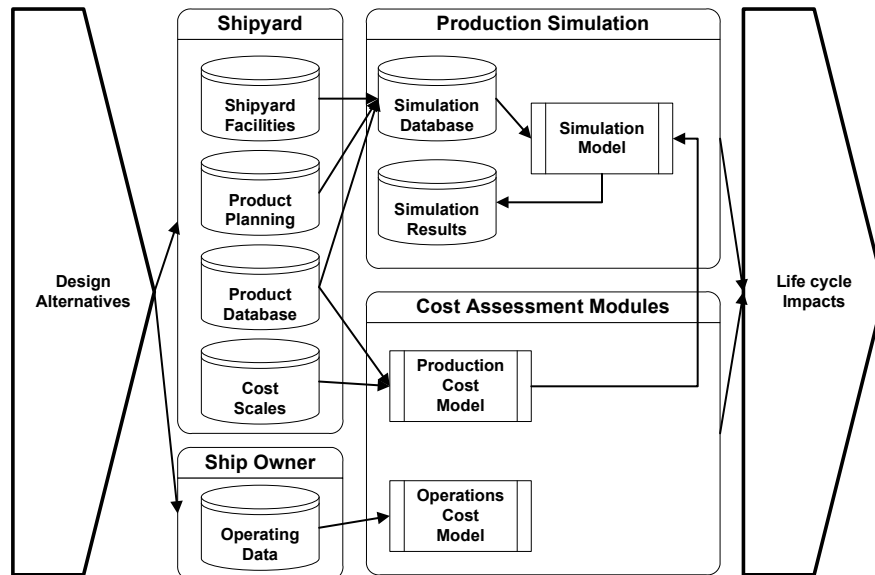 Shipyard
Production Simulation
Shipyard
Facilities
Simulation
Database
Simulation
Model
Product
Planning
Simulation
Results
Design
Alternatives
Product
Database
Cost Assessment Modules
Life cycle
Impacts
Cost
Scales
Production
Cost
Model
Ship Owner
Operating
Data
Operations
Cost
Model